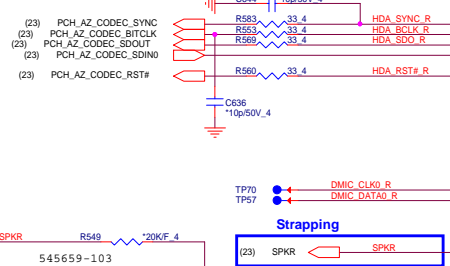 10p/50V_4
(23) PCH_AZ_CODEC_SYNC R583 33_4 HDA_SYNC_R
(23) PCH_AZ_CODEC_BITCLK R553 33_4 HDA_BCLK_R
(23) PCH_AZ_CODEC_SDOUT R569 33_4 HDA_SDO_R
(23) PCH_AZ_CODEC_SDIN0
(23) PCH_AZ_CODEC_RST# R560 33_4 HDA_RST#_R
C636
*10p/50V_4
TP70 DMIC_CLK0_R
TP57 DMIC_DATA0_R
Strapping
SPKR R549 *20K/F_4
(23) SPKR SPKR
545659-103